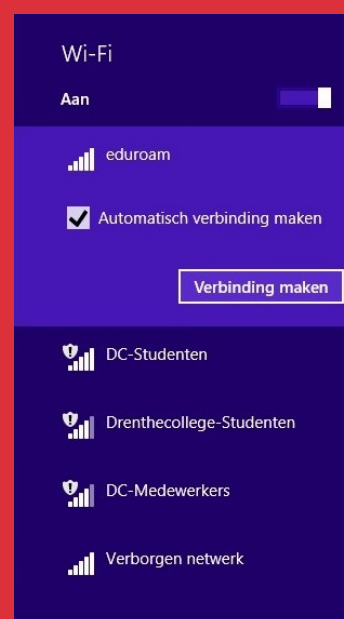 Wi-Fi
Aan
eduroam
Automatisch verbinding maken
Verbinding maken
DC-Studenten
Drenthecollege-Studenten
DC-Medewerkers
Verborgen netwerk